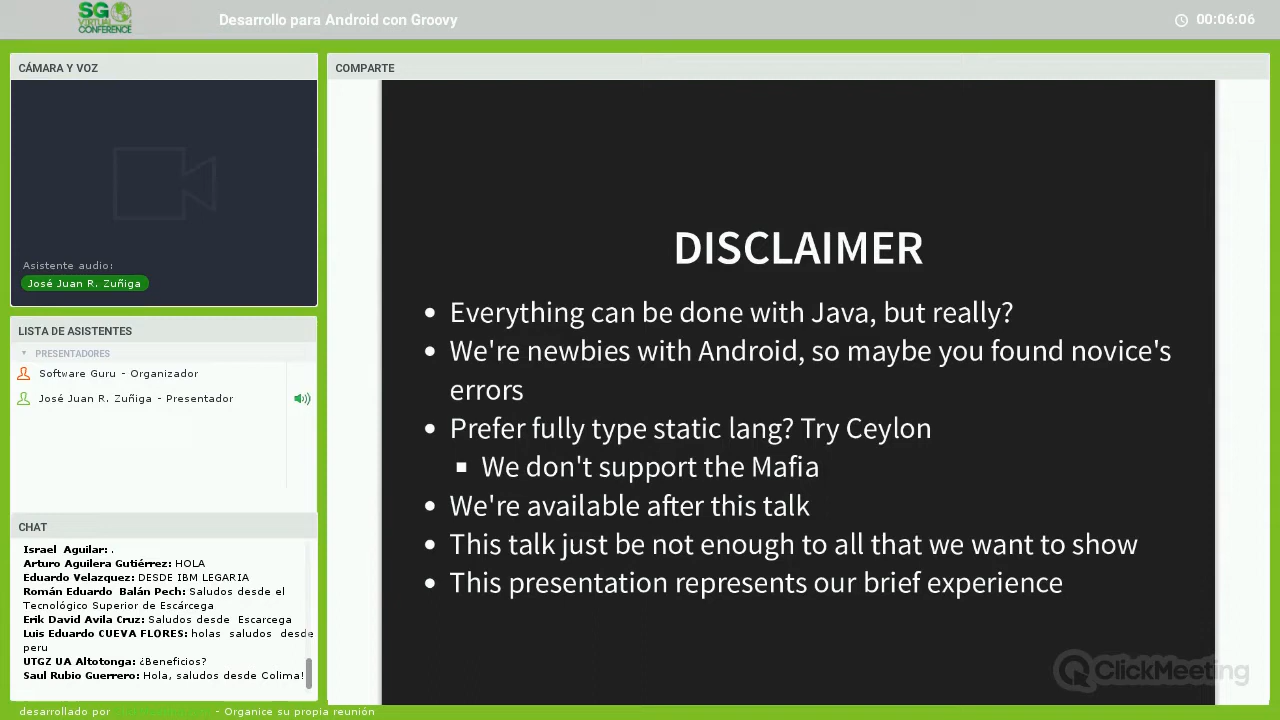 SG
VIRTUAL
CONFERENCE
Desarrollo para Android con Groovy
00:06:06
CÁMARA Y VOZ
Asistente audio:
José Juan R. Zuñiga
LISTA DE ASISTENTES
PRESENTADORES
Software Guru - Organizador
José Juan R. Zuñiga - Presentador
CHAT
Israel Aguilar: .
Arturo Aguilera Gutiérrez: HOLA
Eduardo Velazquez: DESDE IBM LEGARIA
Román Eduardo Balán Pech: Saludos desde el
Tecnológico Superior de Escárcega
Erik David Avila Cruz: Saludos desde Escarcega
Luis Eduardo CUEVA FLORES: holas saludos desde
peru
UTGZ UA Altotonga: ¿Beneficios?
Saul Rubio Guerrero: Hola, saludos desde Colima!
desarrollado por - Organice su propia reunión
COMPARTE
DISCLAIMER
• Everything can be done with Java, but really?
• We're newbies with Android, so maybe you found novice's
errors
• Prefer fully type static lang? Try Ceylon
▪ We don't support the Mafia
• We're available after this talk
• This talk just be not enough to all that we want to show
• This presentation represents our brief experience
ClickMeeting